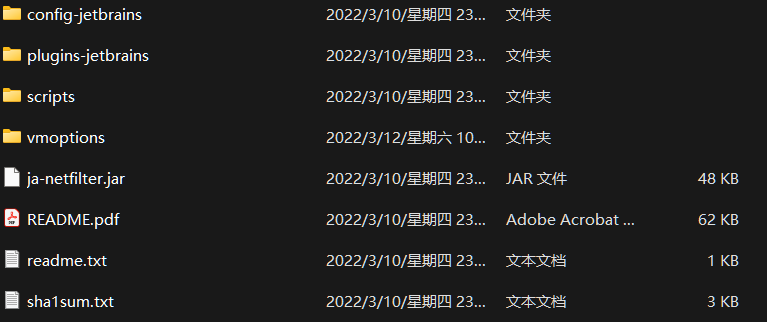 config-jetbrains 2022/3/10/星期四 23... 文件夹
plugins-jetbrains 2022/3/10/星期四 23... 文件夹
scripts 2022/3/10/星期四 23... 文件夹
vmoptions 2022/3/12/星期六 10... 文件夹
ja-netfilter.jar 2022/3/10/星期四 23... JAR 文件 48 KB
README.pdf 2022/3/10/星期四 23... Adobe Acrobat ... 62 KB
readme.txt 2022/3/10/星期四 23... 文本文档 1 KB
sha1sum.txt 2022/3/10/星期四 23... 文本文档 3 KB